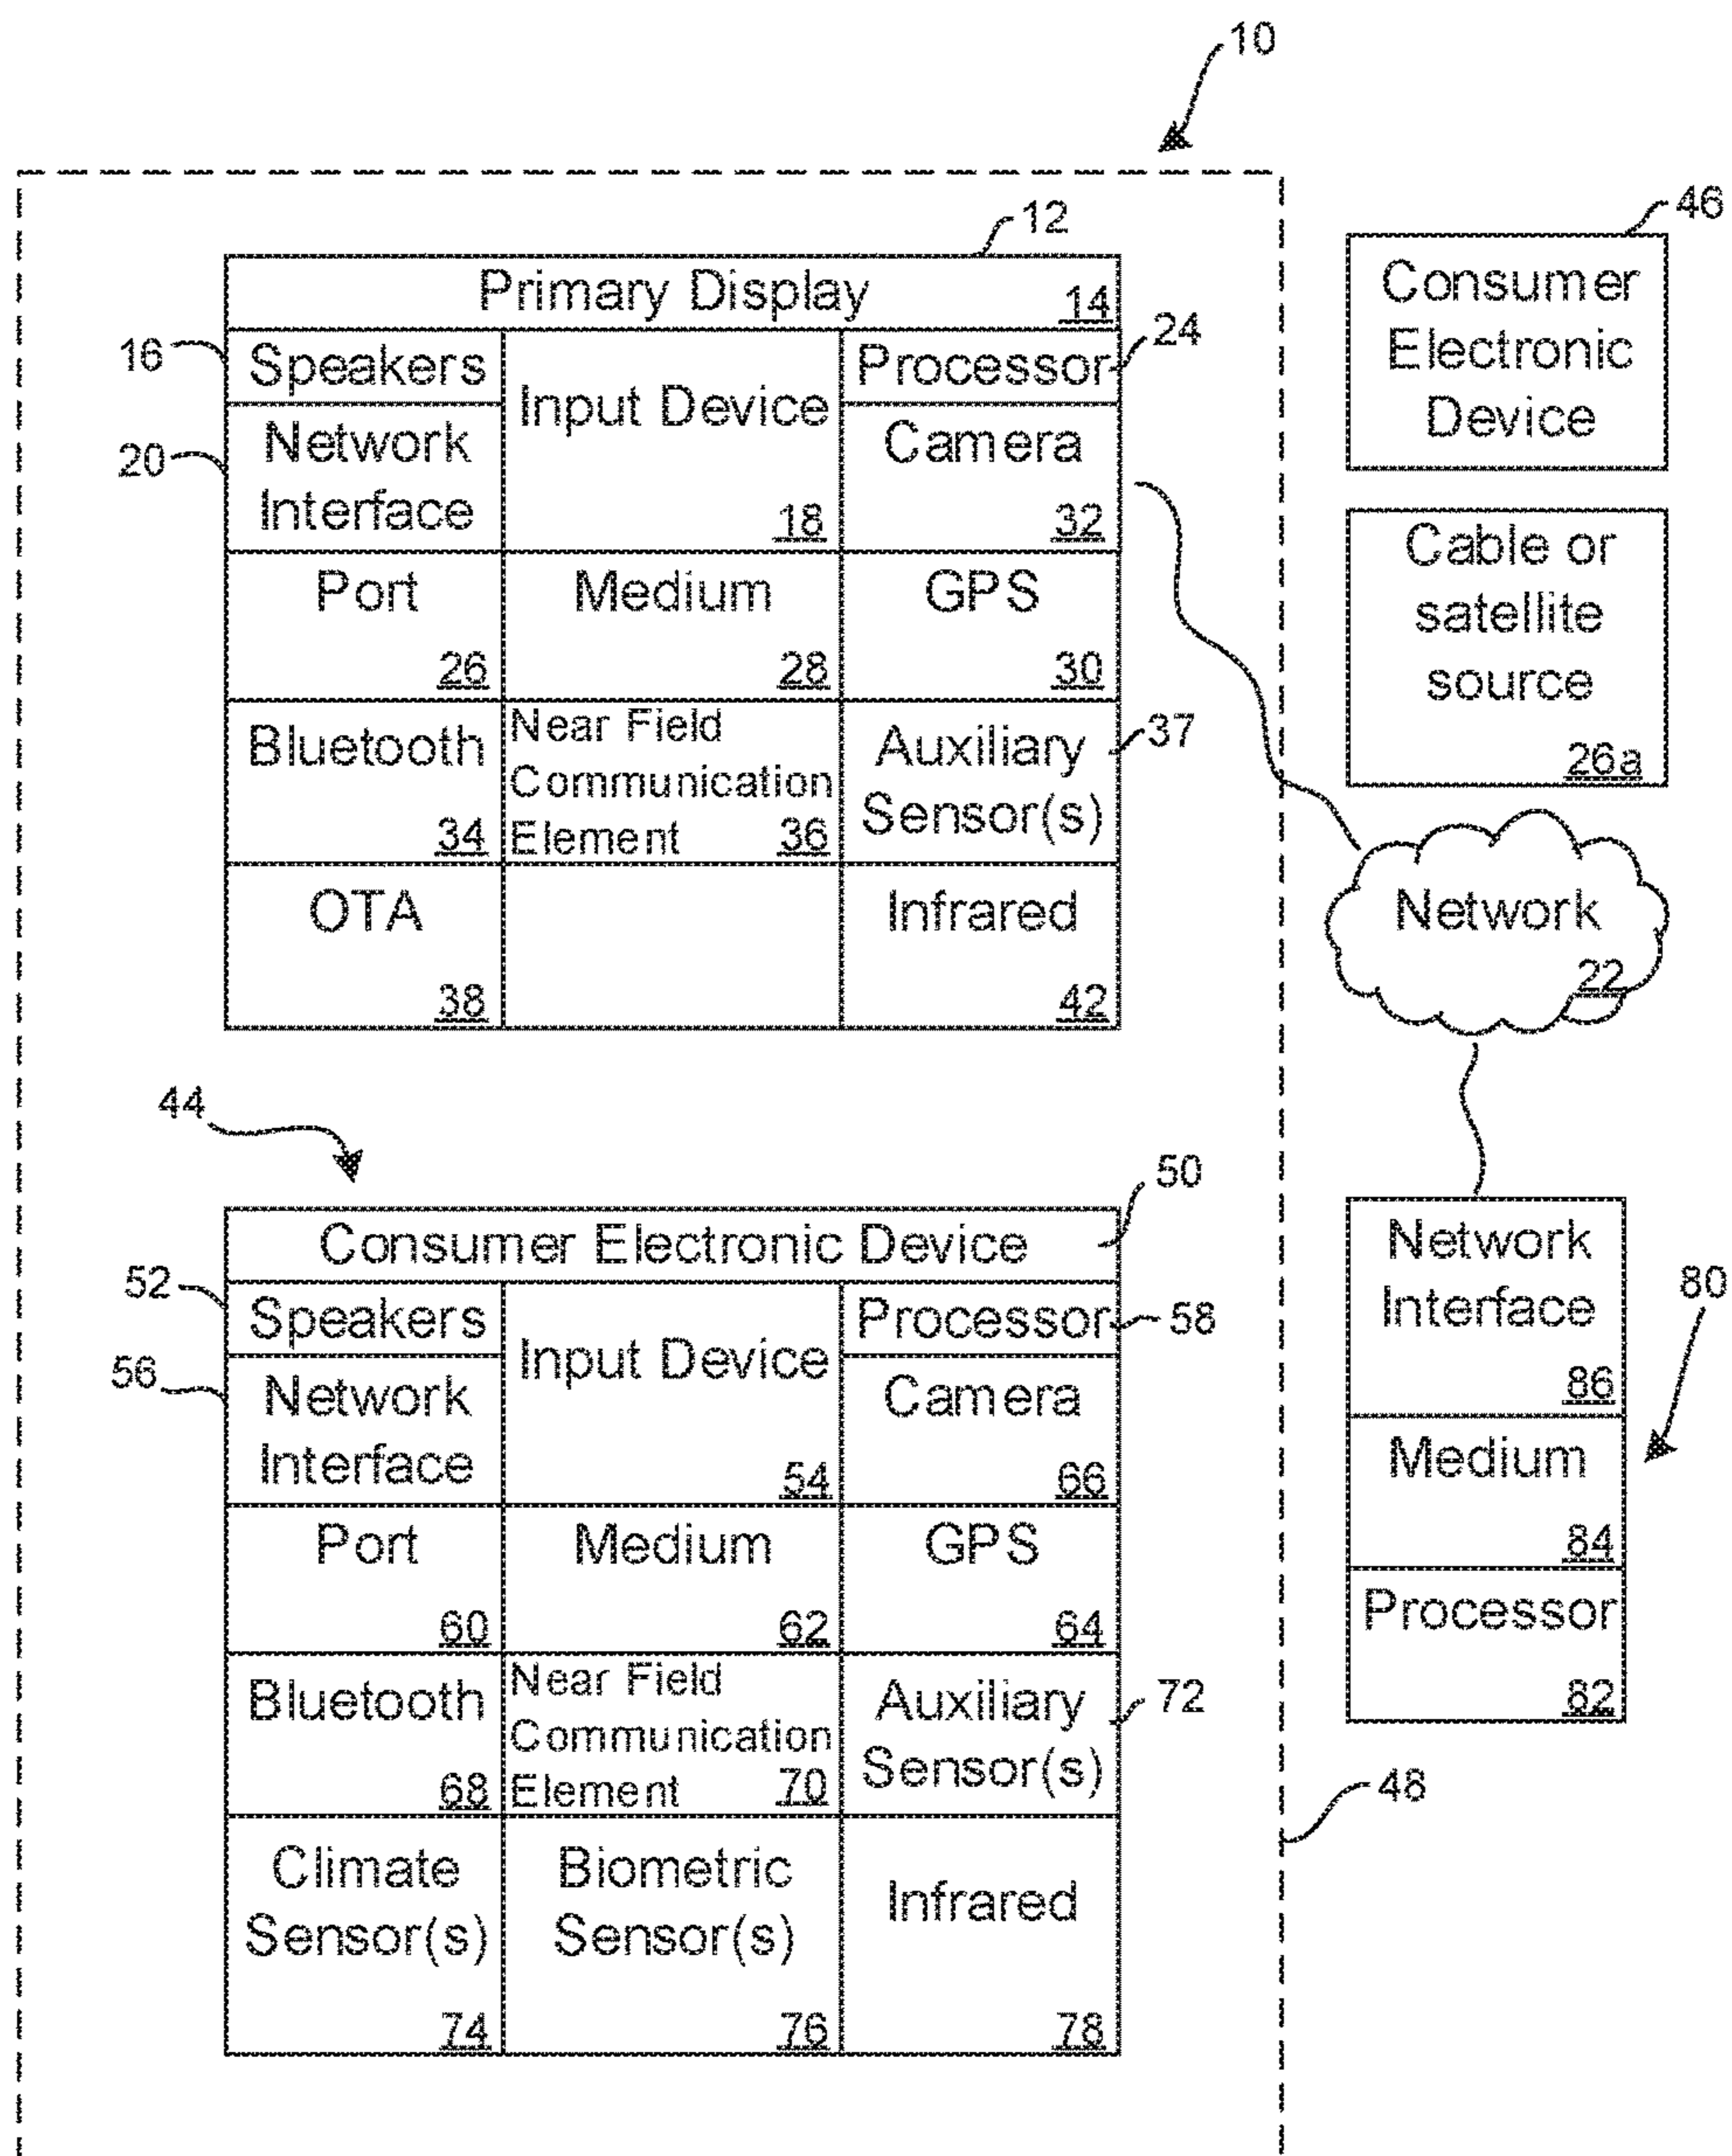 10
46
12
Primary Display
14
16
Speakers
Input Device
18
Processor
24
20
Network
Interface
Camera
32
Port
26
Medium
28
GPS
30
Bluetooth
34
Near Field
Communication
Element
36
Auxiliary
Sensor(s)
37
OTA
38
Infrared
42
Consumer
Electronic
Device
Cable or
satellite
source
26a
Network
22
44
50
Consumer Electronic Device
52
Speakers
Input Device
54
Processor
58
56
Network
Interface
Camera
66
Port
60
Medium
62
GPS
64
Bluetooth
68
Near Field
Communication
Element
70
Auxiliary
Sensor(s)
72
Climate
Sensor(s)
74
Biometric
Sensor(s)
76
Infrared
78
Network
Interface
86
80
Medium
84
Processor
82
48